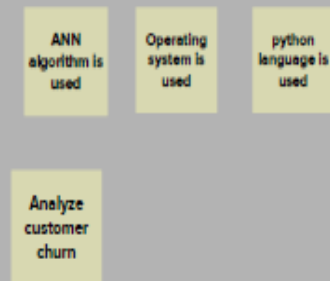 ANN
algorithm is
used
Operating
system is
used
python
language is
used
Analyze
customer
churn